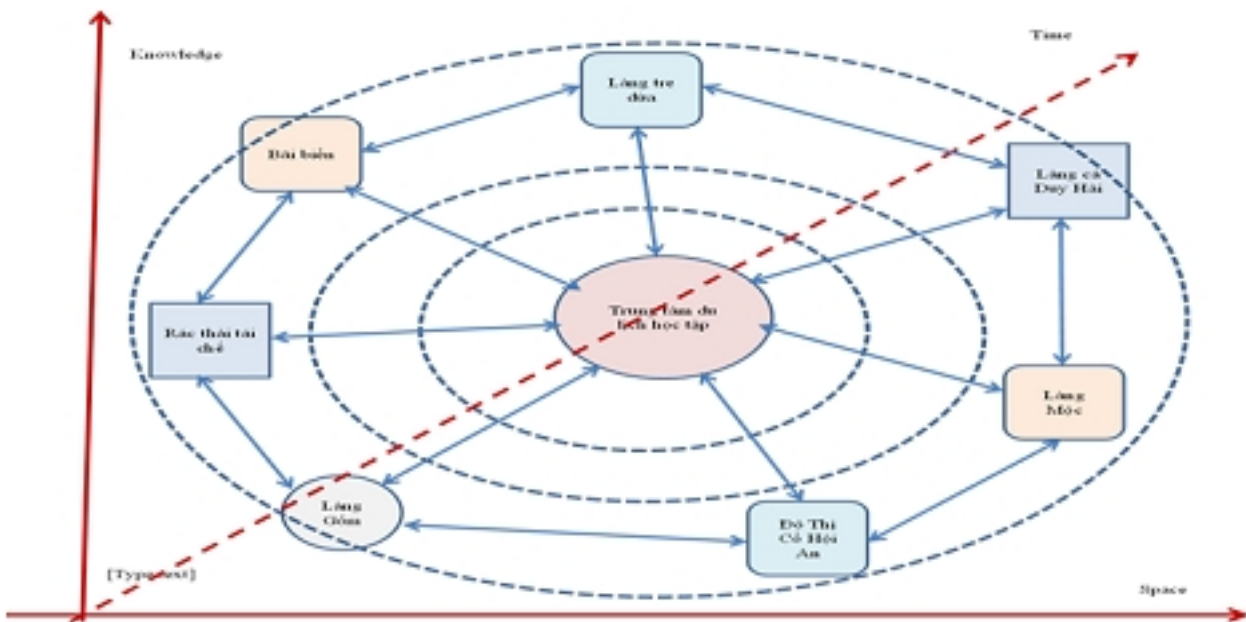 Knowledge
Time
Làng tre
dừa
Bãi biển
Làng cá
Duy Hải
Trung tâm du
lịch học tập
Rác thải tái
chế
Làng
Mộc
Làng
Gốm
Đô Thị
Cổ Hội
An
[Type text]
Space